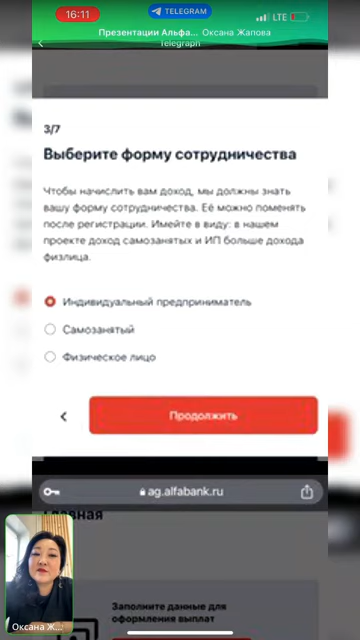 16:11
TELEGRAM
LTE
Презентации Альфа... Оксана Жапова
Telegraph
3/7
Выберите форму сотрудничества
Чтобы начислить вам доход, мы должны знать
вашу форму сотрудничества. Её можно поменять
после регистрации. Имейте в виду: в нашем
проекте доход самозанятых и ИП больше дохода
физлица.
Индивидуальный предприниматель
Самозанятый
Физическое лицо
Продолжить
ag.alfabank.ru
Главная
Заполните данные для
оформления выплат
Оксана Ж...